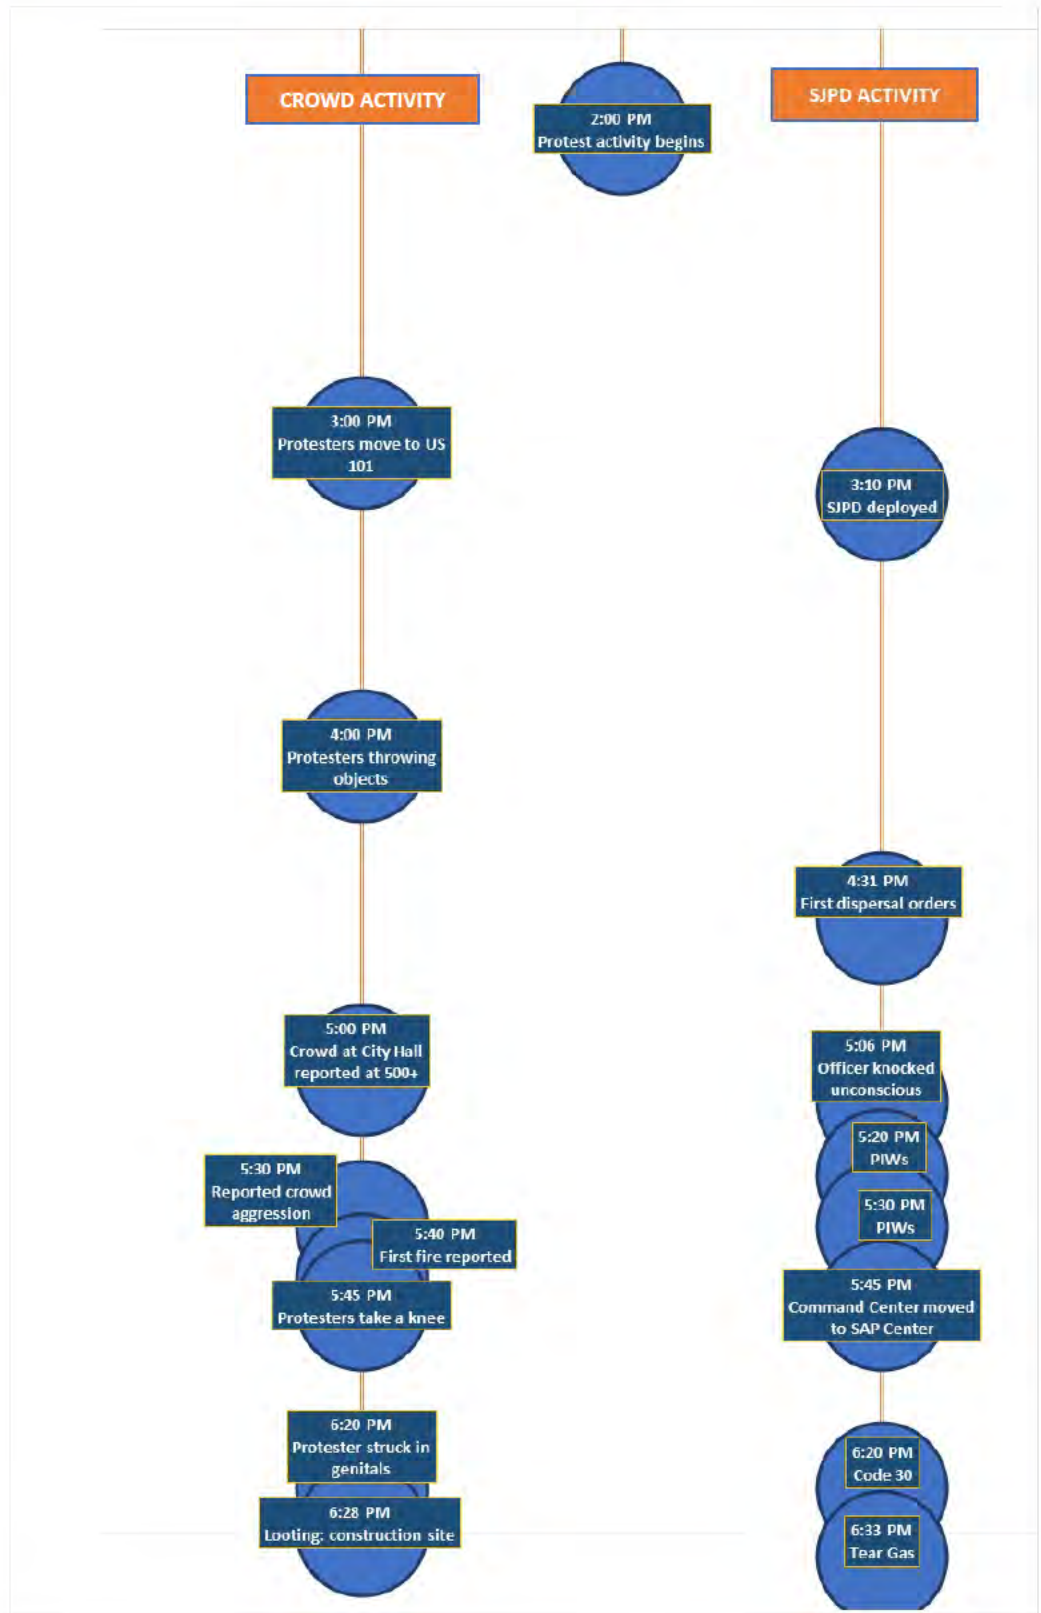 CROWD ACTIVITY
2:00 PM
Protest activity begins
SJPD ACTIVITY
3:00 PM
Protesters move to US
101
3:10 PM
SJPD deployed
4:00 PM
Protesters throwing
objects
4:31 PM
First dispersal orders
5:00 PM
Crowd at City Hall
reported at 500+
5:06 PM
Officer knocked
unconscious
5:20 PM
PIWs
5:30 PM
Reported crowd
aggression
5:30 PM
PIWs
5:40 PM
First fire reported
5:45 PM
Protesters take a knee
5:45 PM
Command Center moved
to SAP Center
6:20 PM
Protester struck in
genitals
6:20 PM
Code 30
6:28 PM
Looting: construction site
6:33 PM
Tear Gas